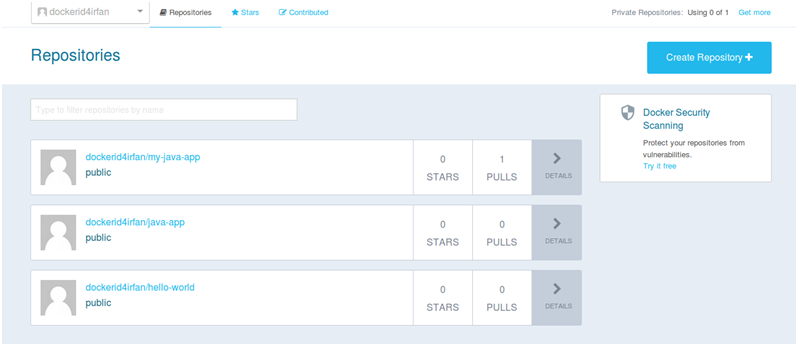 dockerid4irfan
Repositories
Stars
Contributed
Private Repositories: Using 0 of 1 Get more
Repositories
Create Repository
Type to filter repositories by name
dockerid4irfan/my-java-app
public
0
STARS
1
PULLS
DETAILS
dockerid4irfan/java-app
public
0
STARS
0
PULLS
DETAILS
dockerid4irfan/hello-world
public
0
STARS
0
PULLS
DETAILS
Docker Security
Scanning
Protect your repositories from
vulnerabilities.
Try it free